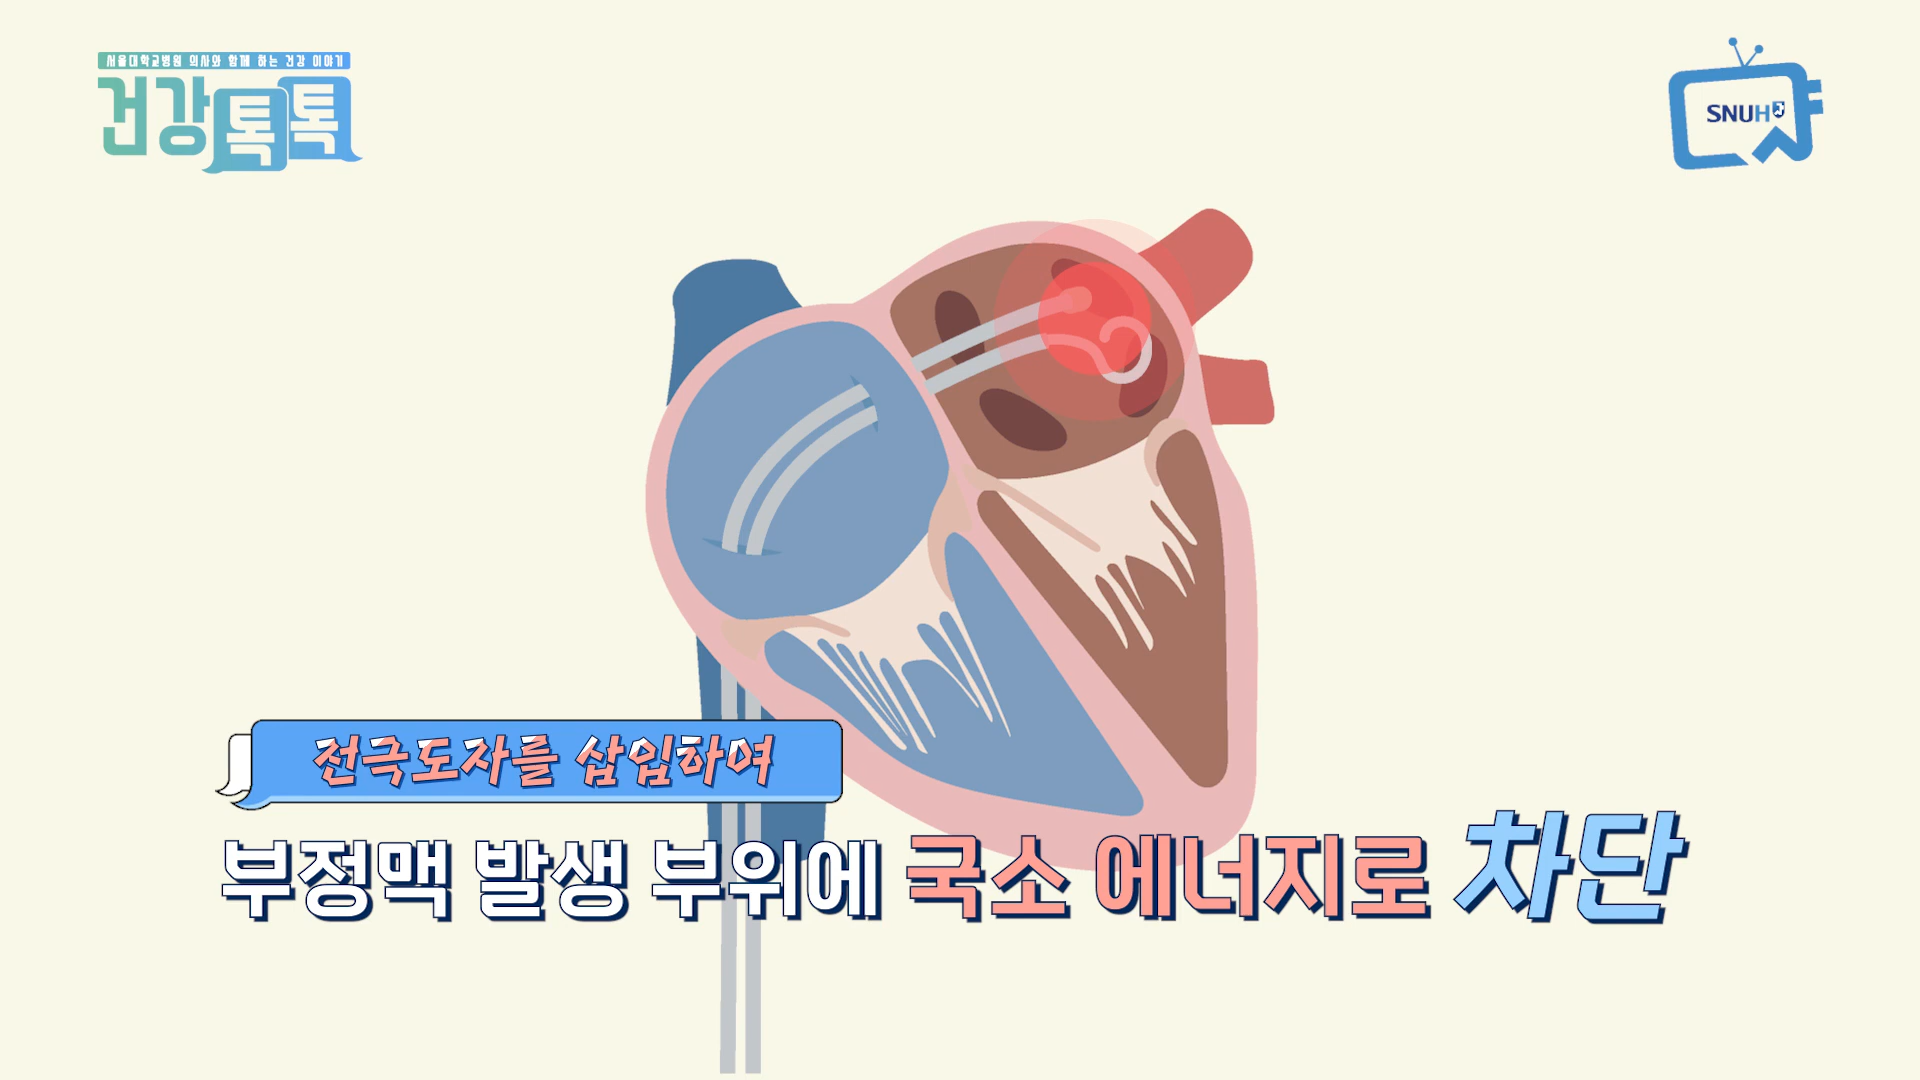 서울대학교병원 의사와 함께 하는 건강 이야기
건강톡톡
SNUH
전극도자를 삽입하여
부정맥 발생 부위에 국소 에너지로 차단